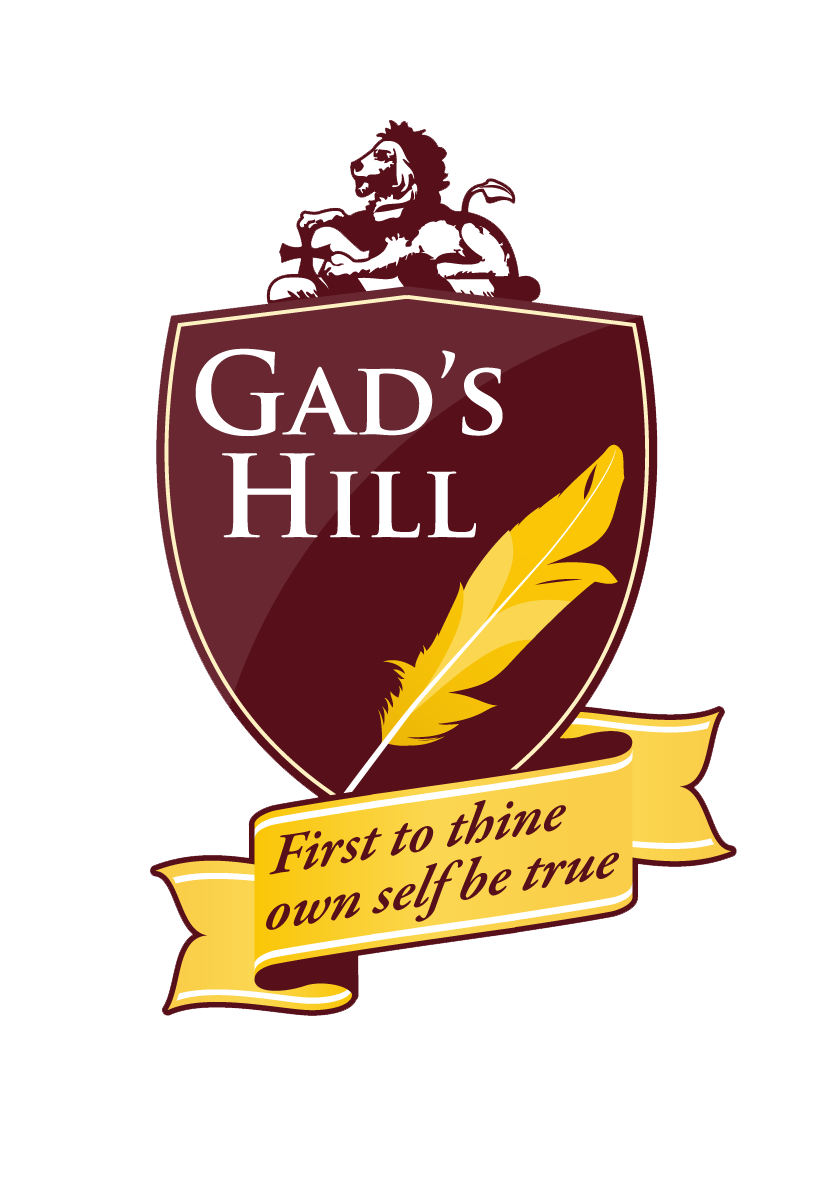 GAD’S
HILL
First to thine
own self be true